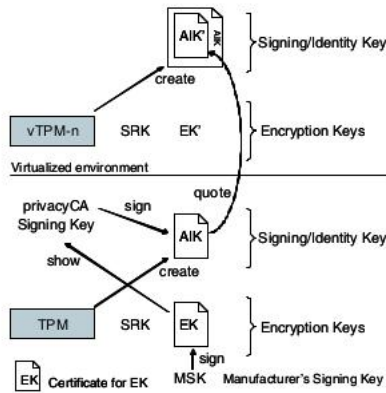 AIK'
AIK
Signing/Identity Key
create
vTPM-n
SRK
EK'
Encryption Keys
Virtualized environment
quote
privacyCA
Signing Key
sign
AIK
Signing/Identity Key
show
create
TPM
SRK
EK
Encryption Keys
sign
EK
Certificate for EK
MSK
Manufacturer's Signing Key